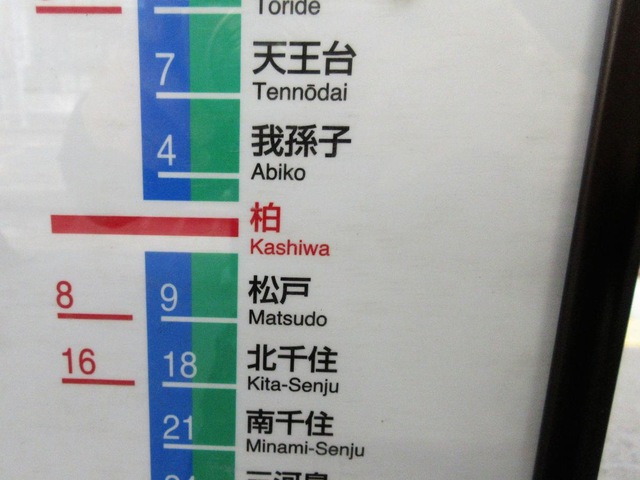 Toride
7
天王台
Tennōdai
4
我孫子
Abiko
柏
Kashiwa
8
9
松戸
Matsudo
16
18
北千住
Kita-Senju
21
南千住
Minami-Senju